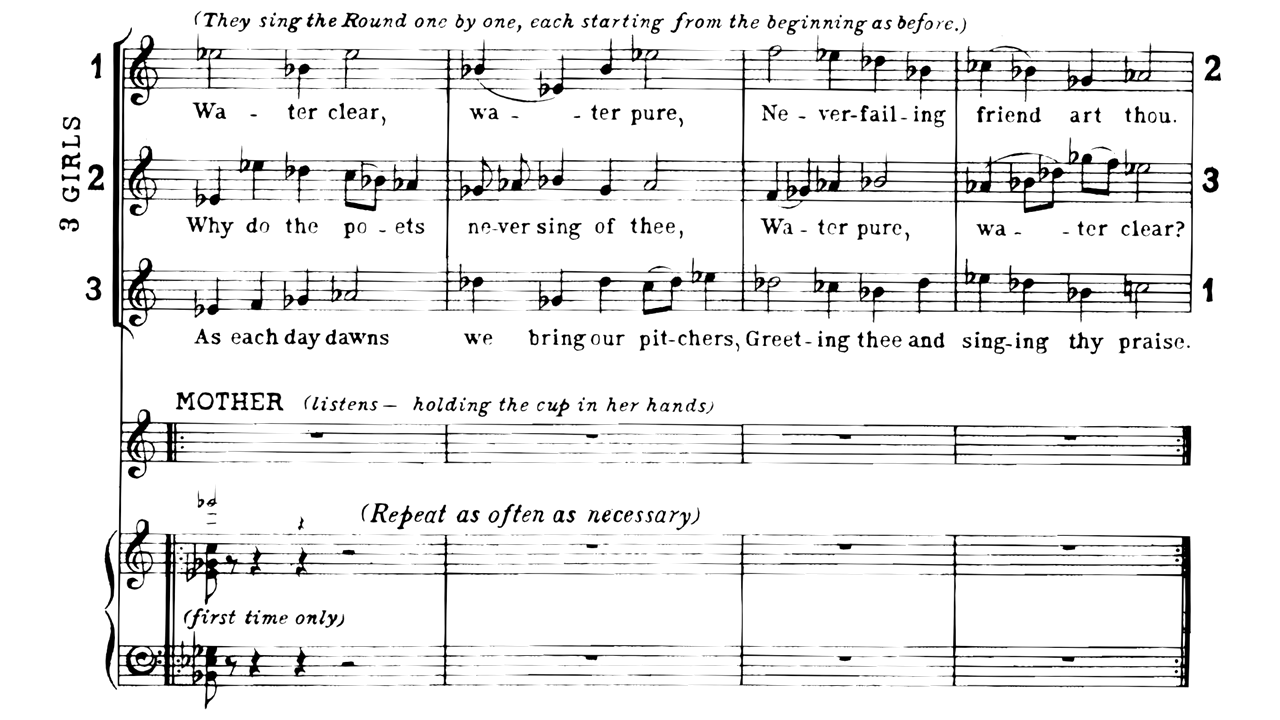 (They sing the Round one by one, each starting from the beginning as before.)
1 2
Wa - ter clear, wa - - ter pure, Ne - ver-fail-ing friend art thou.
3 GIRLS
2 3
Why do the po - ets ne-ver sing of thee, Wa - ter pure, wa - - ter clear?
3 1
As each day dawns we bring our pit-chers, Greet-ing thee and sing-ing thy praise.
MOTHER (listens— holding the cup in her hands)
(Repeat as often as necessary)
(first time only)